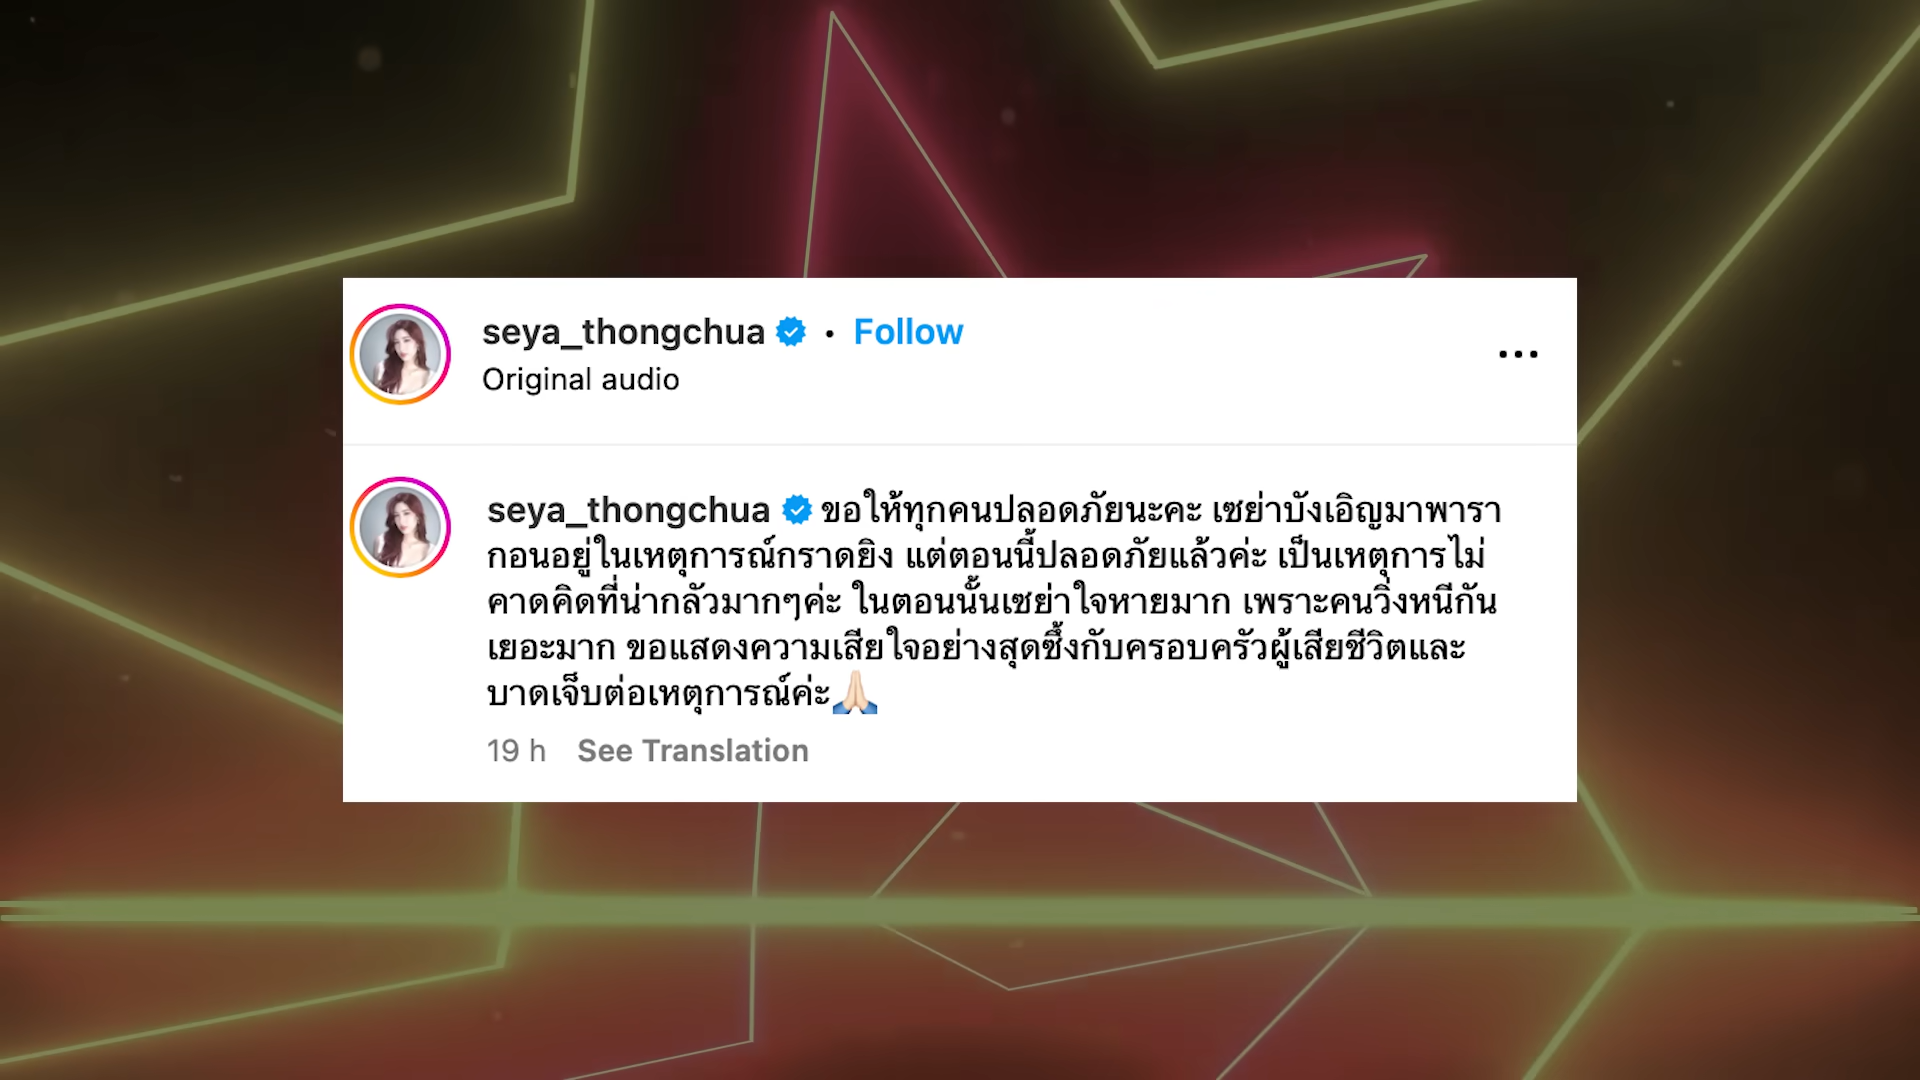 seya_thongchua • Follow
Original audio
seya_thongchua ขอให้ทุกคนปลอดภัยนะคะ เซย่าบังเอิญมาพารา
กอนอยู่ในเหตุการณ์กราดยิง แต่ตอนนี้ปลอดภัยแล้วค่ะ เป็นเหตุการไม่
คาดคิดที่น่ากลัวมากๆค่ะ ในตอนนั้นเซย่าใจหายมาก เพราะคนวิ่งหนีกัน
เยอะมาก ขอแสดงความเสียใจอย่างสุดซึ้งกับครอบครัวผู้เสียชีวิตและ
บาดเจ็บต่อเหตุการณ์ค่ะ🙏🏻
19 h See Translation